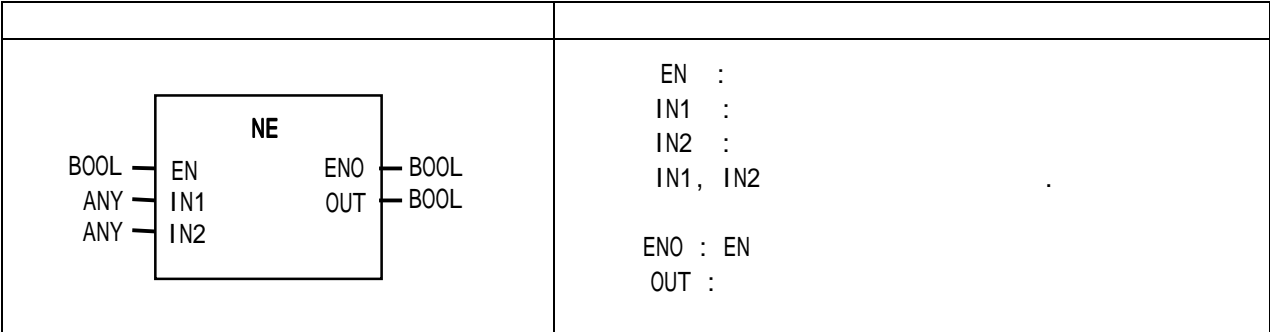 NE
BOOL EN ENO BOOL
ANY IN1 OUT BOOL
ANY IN2
EN :
IN1 :
IN2 :
IN1, IN2 .
ENO : EN
OUT :